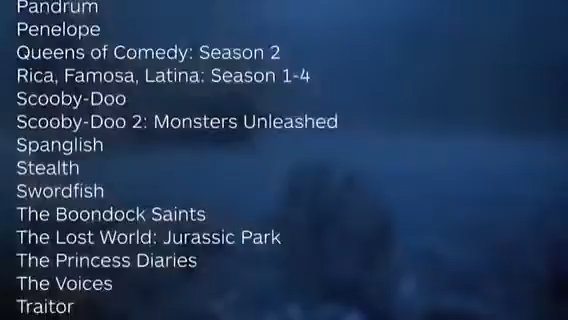 Pandrum
Penelope
Queens of Comedy: Season 2
Rica, Famosa, Latina: Season 1-4
Scooby-Doo
Scooby-Doo 2: Monsters Unleashed
Spanglish
Stealth
Swordfish
The Boondock Saints
The Lost World: Jurassic Park
The Princess Diaries
The Voices
Traitor